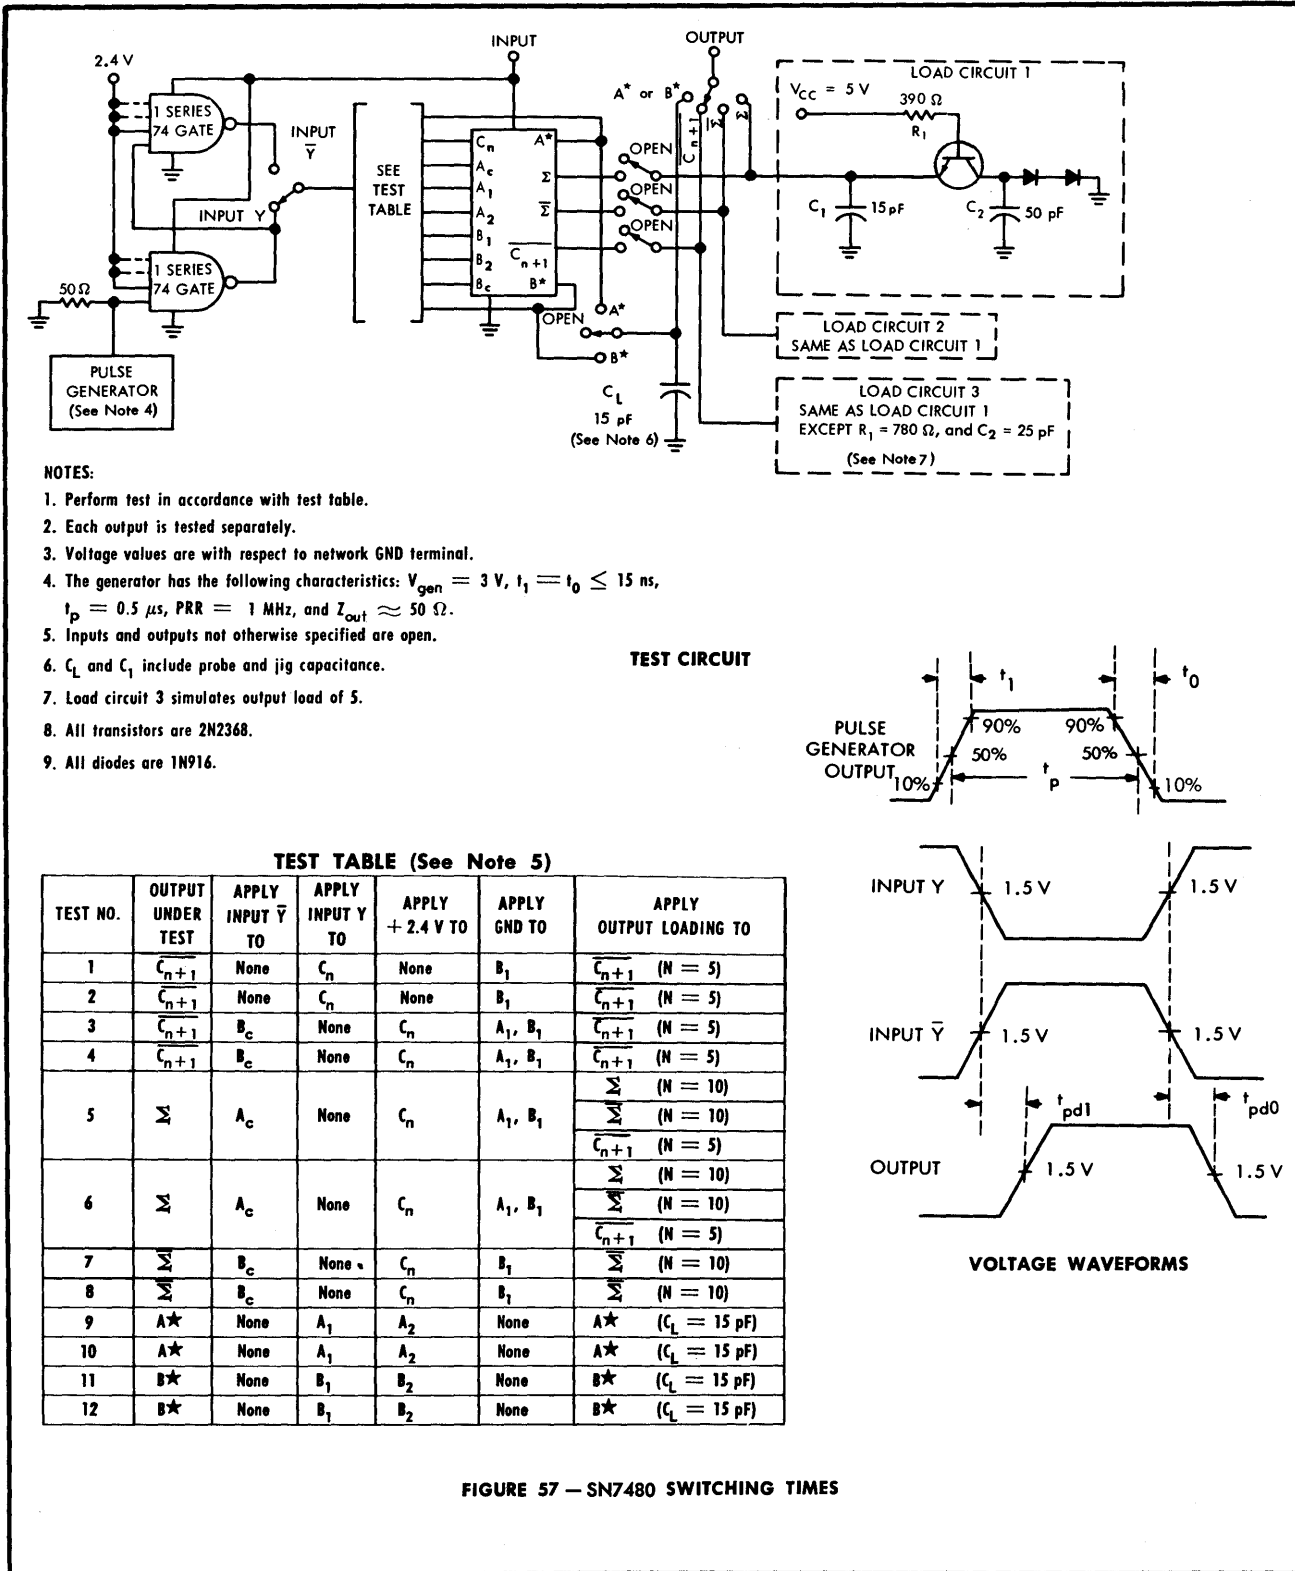 INPUT
OUTPUT
2.4 V
1 SERIES
74 GATE
INPUT
Y̅
INPUT Y
1 SERIES
74 GATE
50 Ω
PULSE
GENERATOR
(See Note 4)
SEE
TEST
TABLE
Cn
Ac
A1
A2
B1
B2
Bc
A*
Σ
Σ̅
C̅n+1
B*
OPEN
OPEN
OPEN
OPEN
A*
B*
A* or B*
C̅n+1
Σ̅
Σ
CL
15 pF
(See Note 6)
LOAD CIRCUIT 1
VCC = 5 V
390 Ω
R1
C1
15 pF
C2
50 pF
LOAD CIRCUIT 2
SAME AS LOAD CIRCUIT 1
LOAD CIRCUIT 3
SAME AS LOAD CIRCUIT 1
EXCEPT R1 = 780 Ω, and C2 = 25 pF
(See Note 7)
NOTES:
1. Perform test in accordance with test table.
2. Each output is tested separately.
3. Voltage values are with respect to network GND terminal.
4. The generator has the following characteristics: Vgen = 3 V, t1 = t0 ≤ 15 ns,
tp = 0.5 μs, PRR = 1 MHz, and Zout ≈ 50 Ω.
5. Inputs and outputs not otherwise specified are open.
6. CL and C1 include probe and jig capacitance.
7. Load circuit 3 simulates output load of 5.
8. All transistors are 2N2368.
9. All diodes are 1N916.
TEST CIRCUIT
t1
t0
PULSE
GENERATOR
OUTPUT
90%
90%
50%
50%
tp
10%
10%
INPUT Y
1.5 V
1.5 V
INPUT Y̅
1.5 V
1.5 V
tpd1
tpd0
OUTPUT
1.5 V
1.5 V
VOLTAGE WAVEFORMS
TEST TABLE (See Note 5)
TEST NO. | OUTPUT UNDER TEST | APPLY INPUT Y̅ TO | APPLY INPUT Y TO | APPLY + 2.4 V TO | APPLY GND TO | APPLY OUTPUT LOADING TO
1 | C̅n+1 | None | Cn | None | B1 | C̅n+1 (N = 5)
2 | C̅n+1 | None | Cn | None | B1 | C̅n+1 (N = 5)
3 | C̅n+1 | Bc | None | Cn | A1, B1 | C̅n+1 (N = 5)
4 | C̅n+1 | Bc | None | Cn | A1, B1 | C̅n+1 (N = 5)
5 | Σ | Ac | None | Cn | A1, B1 | Σ (N = 10)
Σ̅ (N = 10)
C̅n+1 (N = 5)
6 | Σ | Ac | None | Cn | A1, B1 | Σ (N = 10)
Σ̅ (N = 10)
C̅n+1 (N = 5)
7 | Σ̅ | Bc | None | Cn | B1 | Σ̅ (N = 10)
8 | Σ̅ | Bc | None | Cn | B1 | Σ̅ (N = 10)
9 | A★ | None | A1 | A2 | None | A★ (CL = 15 pF)
10 | A★ | None | A1 | A2 | None | A★ (CL = 15 pF)
11 | B★ | None | B1 | B2 | None | B★ (CL = 15 pF)
12 | B★ | None | B1 | B2 | None | B★ (CL = 15 pF)
FIGURE 57 — SN7480 SWITCHING TIMES